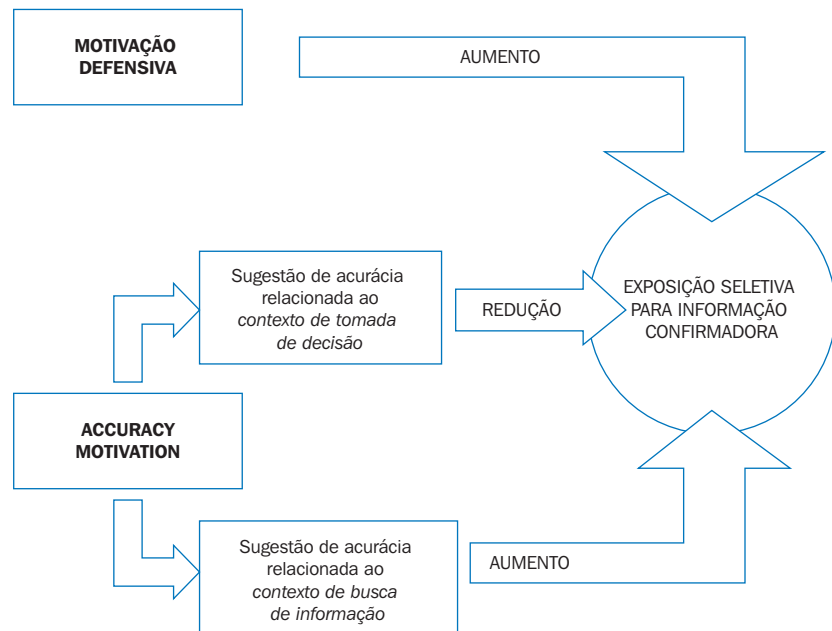 MOTIVAÇÃO
DEFENSIVA
AUMENTO
Sugestão de acurácia
relacionada ao
contexto de tomada
de decisão
REDUÇÃO
EXPOSIÇÃO SELETIVA
PARA INFORMAÇÃO
CONFIRMADORA
ACCURACY
MOTIVATION
Sugestão de acurácia
relacionada ao
contexto de busca
de informação
AUMENTO